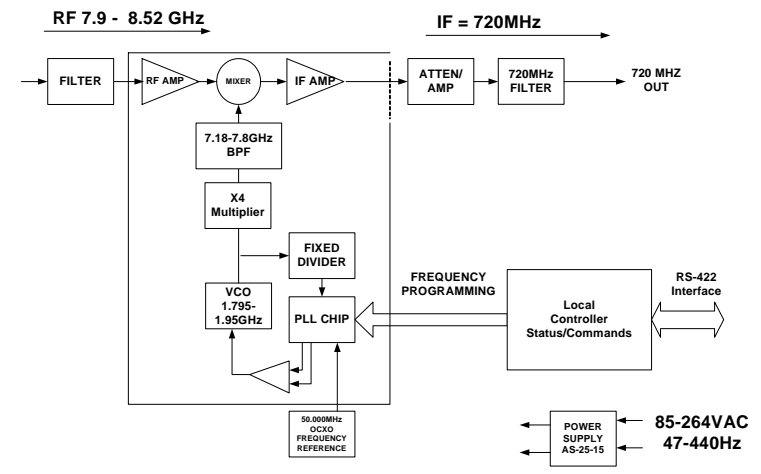 RF 7.9 - 8.52 GHz
IF = 720MHz
FILTER
RF AMP
MIXER
IF AMP
ATTEN/
AMP
720MHz
FILTER
720 MHZ
OUT
7.18-7.8GHz
BPF
X4
Multiplier
FIXED
DIVIDER
VCO
1.795-
1.95GHz
PLL CHIP
FREQUENCY
PROGRAMMING
Local
Controller
Status/Commands
RS-422
Interface
50.000MHz
OCXO
FREQUENCY
REFERENCE
POWER
SUPPLY
AS-25-15
85-264VAC
47-440Hz